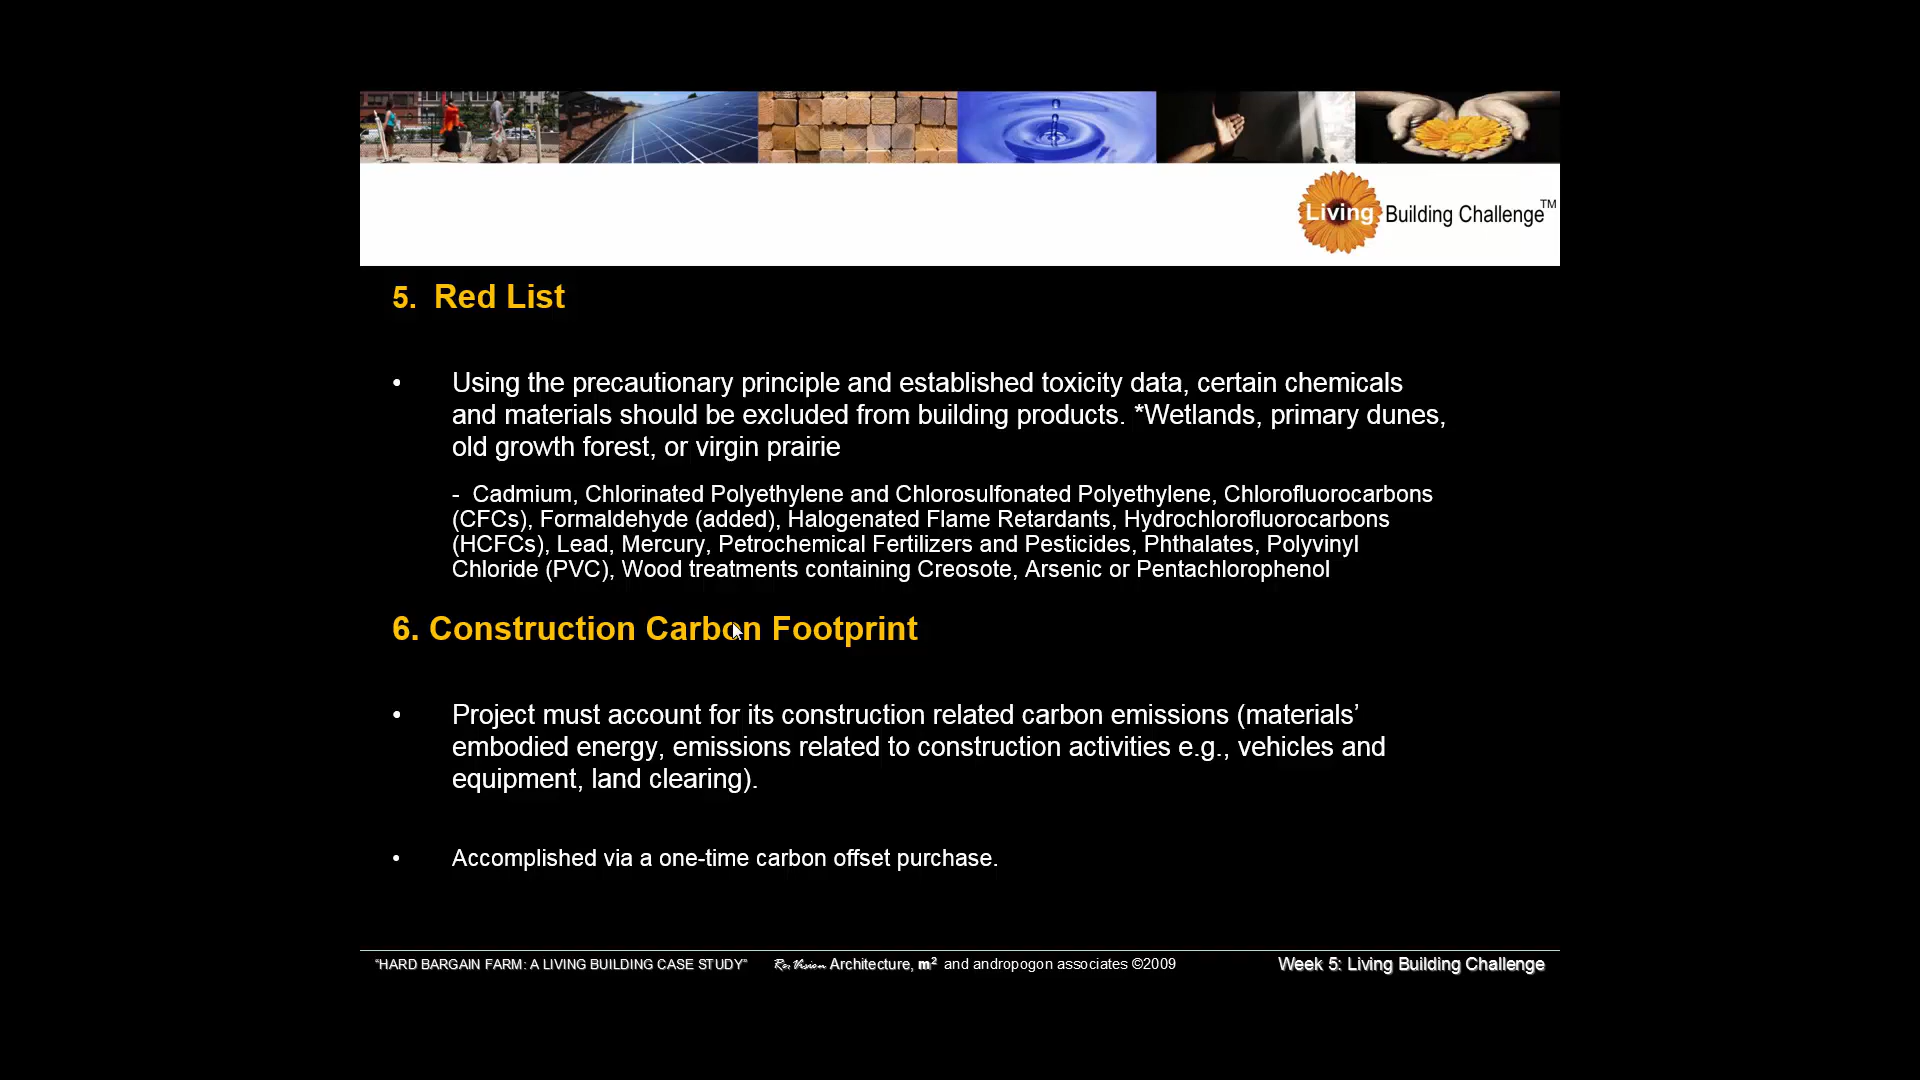 Living Building Challenge™
5. Red List
• Using the precautionary principle and established toxicity data, certain chemicals
and materials should be excluded from building products. *Wetlands, primary dunes,
old growth forest, or virgin prairie
- Cadmium, Chlorinated Polyethylene and Chlorosulfonated Polyethylene, Chlorofluorocarbons
(CFCs), Formaldehyde (added), Halogenated Flame Retardants, Hydrochlorofluorocarbons
(HCFCs), Lead, Mercury, Petrochemical Fertilizers and Pesticides, Phthalates, Polyvinyl
Chloride (PVC), Wood treatments containing Creosote, Arsenic or Pentachlorophenol
6. Construction Carbon Footprint
• Project must account for its construction related carbon emissions (materials’
embodied energy, emissions related to construction activities e.g., vehicles and
equipment, land clearing).
• Accomplished via a one-time carbon offset purchase.
“HARD BARGAIN FARM: A LIVING BUILDING CASE STUDY” Re:Vision Architecture, m² and andropogon associates ©2009 Week 5: Living Building Challenge